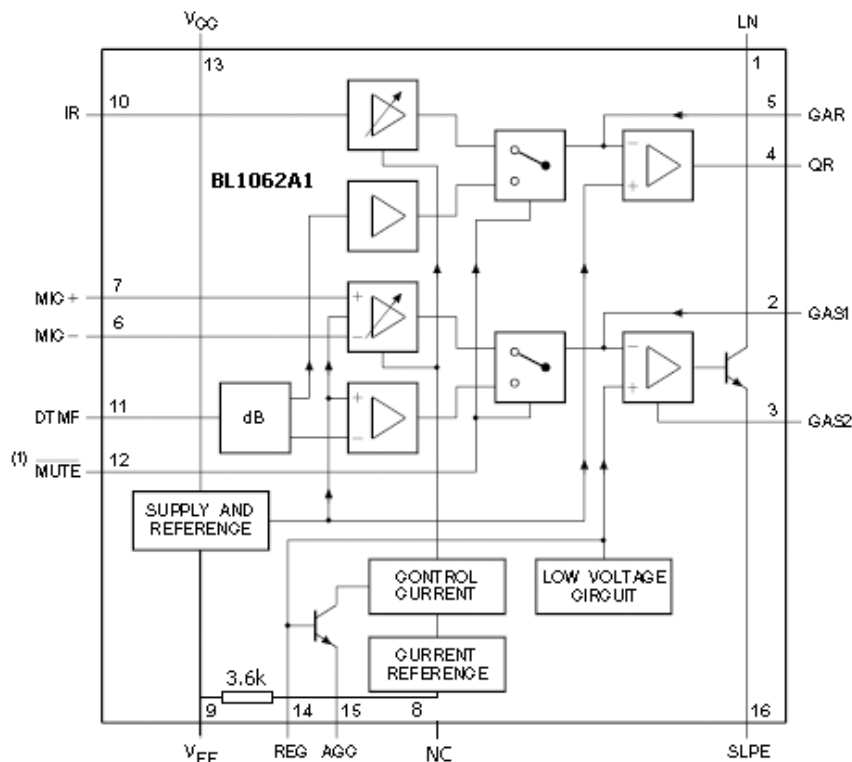 VCC
LN
13
1
IR
10
5
GAR
4
QR
BL1062A1
- 
+
MIC +
7
+
2
GAS1
MIC -
6
-
-
+
DTMF
11
dB
+
-
3
GAS2
(1)
MUTE
12
SUPPLY AND
REFERENCE
CONTROL
CURRENT
LOW VOLTAGE
CIRCUIT
CURRENT
REFERENCE
3.6k
9
14
15
8
16
VEE
REG
AGC
NC
SLPE